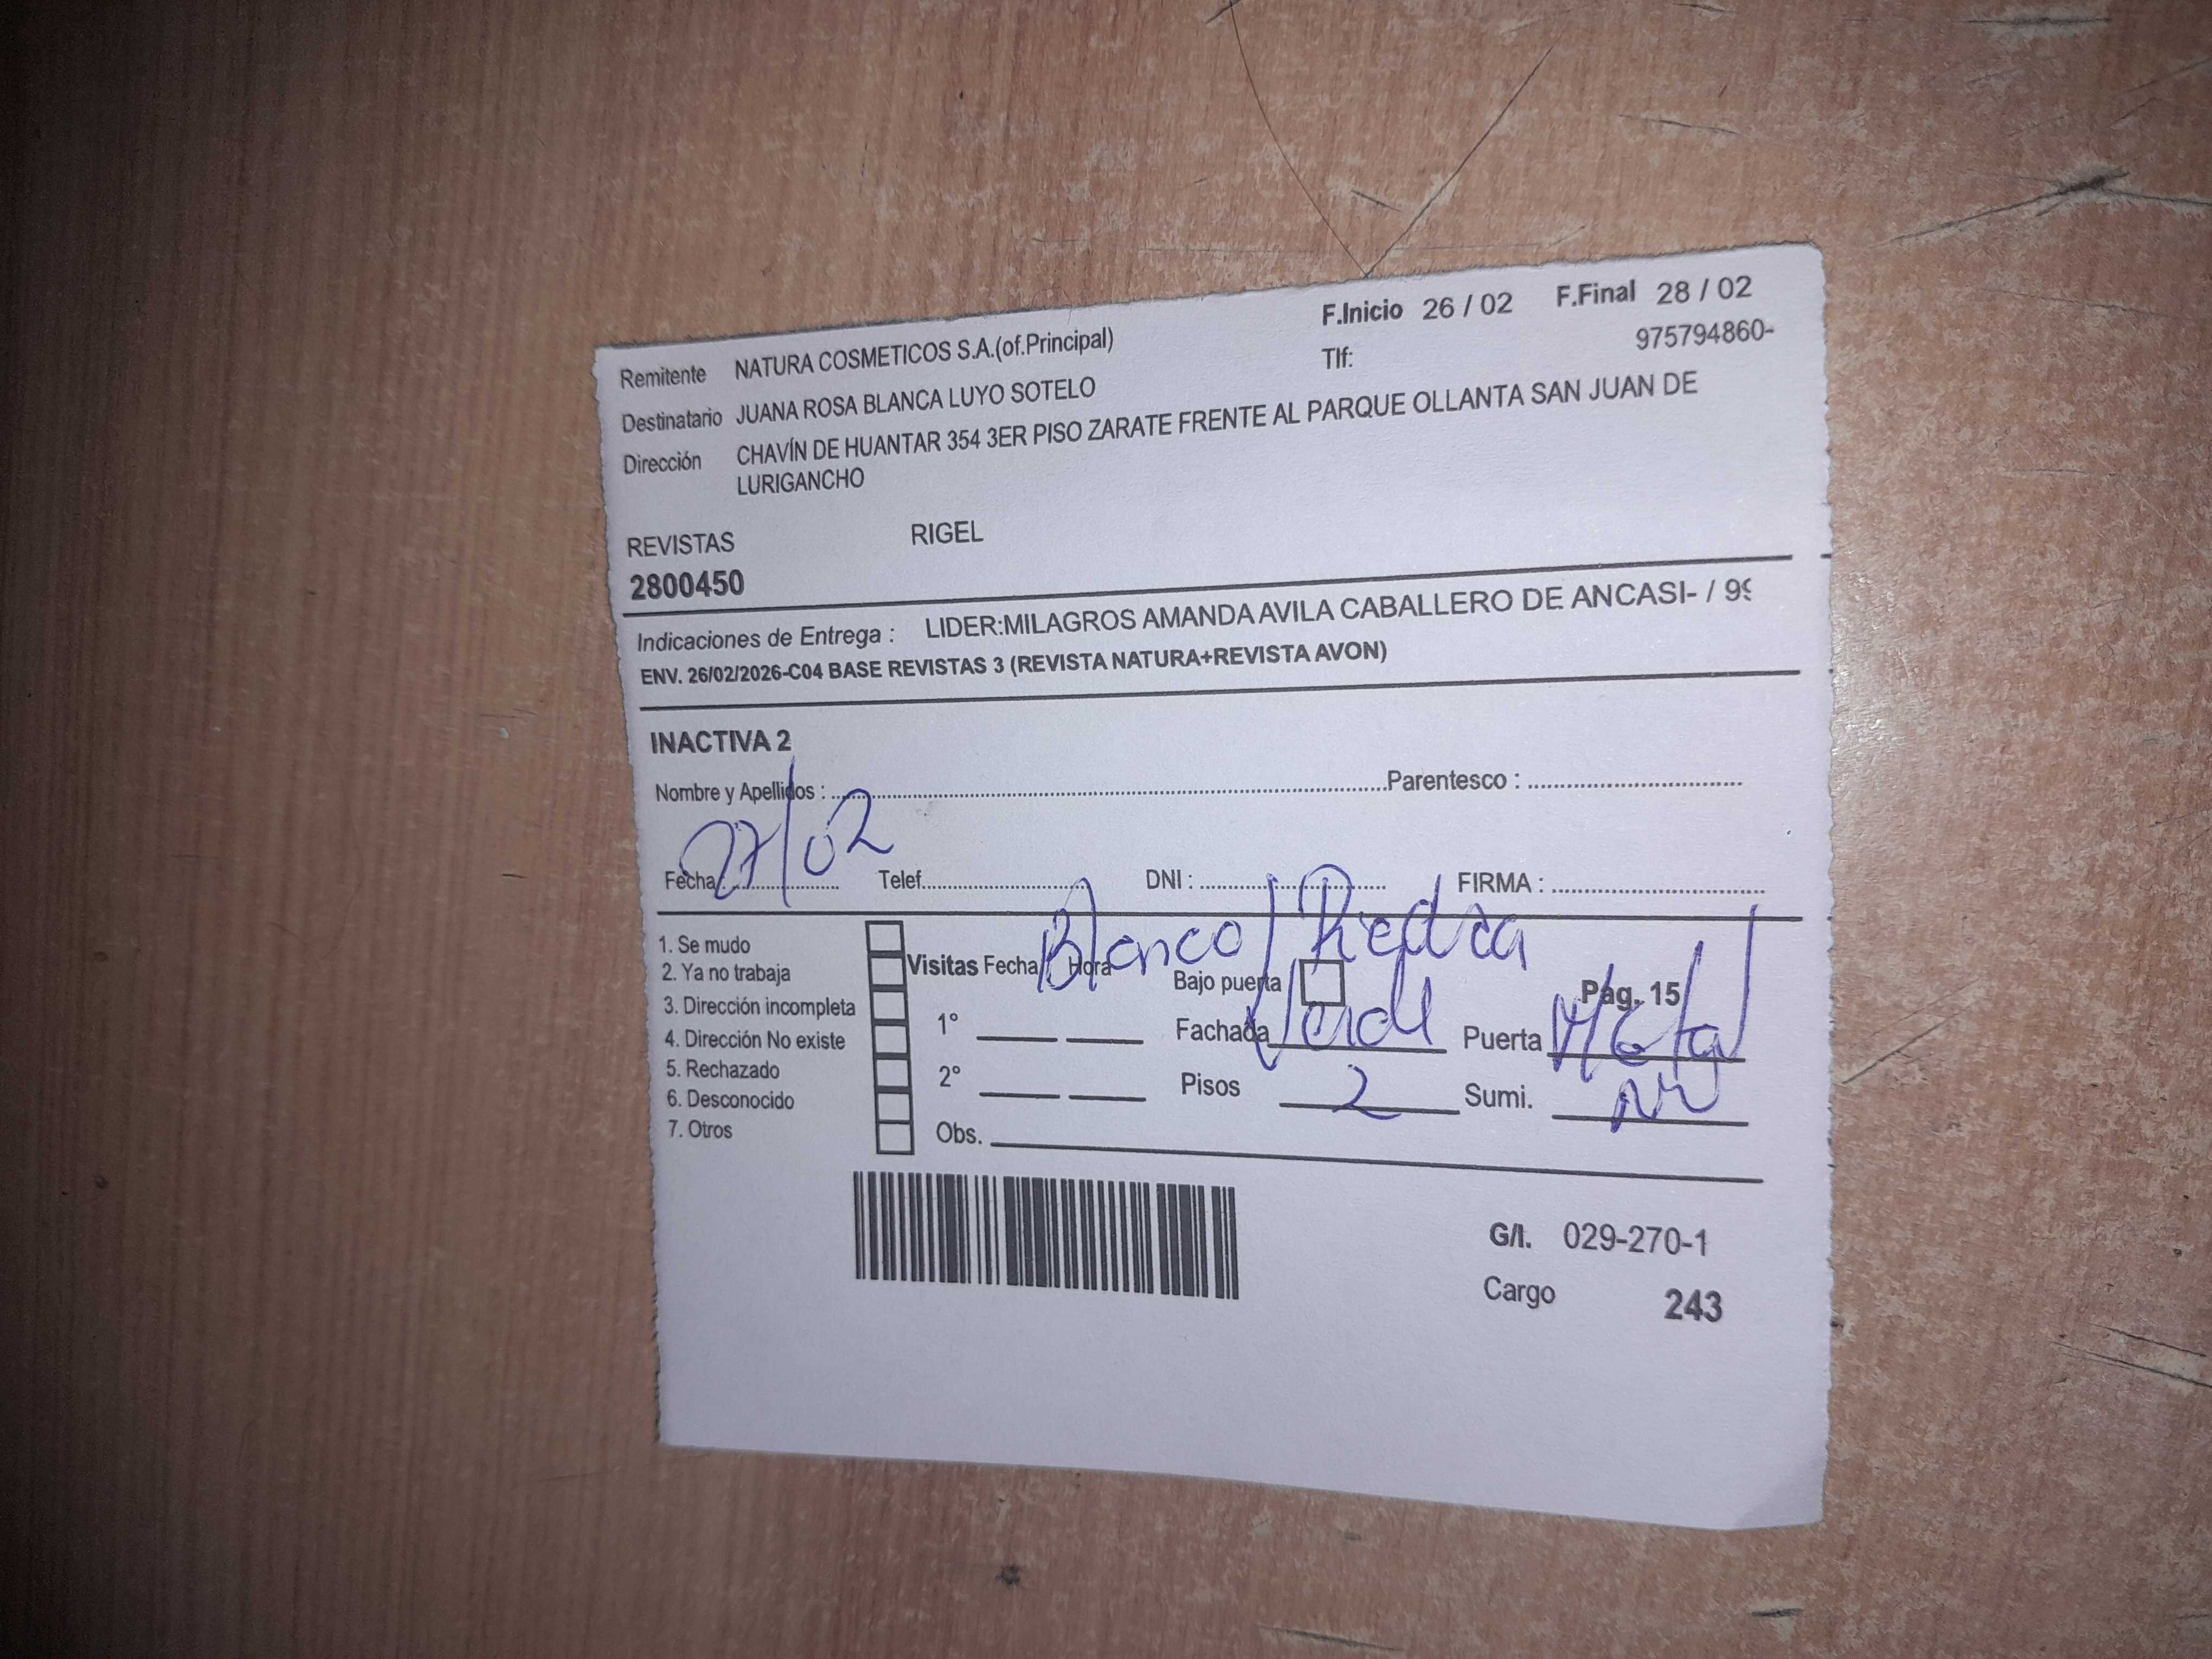 F.Inicio 26 / 02 F.Final 28 / 02
Remitente NATURA COSMETICOS S.A.(of.Principal) Tlf: 975794860-
Destinatario JUANA ROSA BLANCA LUYO SOTELO
Dirección CHAVÍN DE HUANTAR 354 3ER PISO ZARATE FRENTE AL PARQUE OLLANTA SAN JUAN DE
LURIGANCHO
REVISTAS RIGEL
2800450
Indicaciones de Entrega : LIDER:MILAGROS AMANDA AVILA CABALLERO DE ANCASI- / 99
ENV. 26/02/2026-C04 BASE REVISTAS 3 (REVISTA NATURA+REVISTA AVON)
INACTIVA 2
Nombre y Apellidos : Parentesco :
27/02
Fecha Telef. DNI : FIRMA :
Blanco/Piedra
1. Se mudo
2. Ya no trabaja
3. Dirección incompleta
4. Dirección No existe
5. Rechazado
6. Desconocido
7. Otros
Visitas Fecha Hora Bajo puerta Pág. 15
1° Fachada Verde Puerta Metal
2° Pisos 2 Sumi.
Obs.
G/I. 029-270-1
Cargo 243